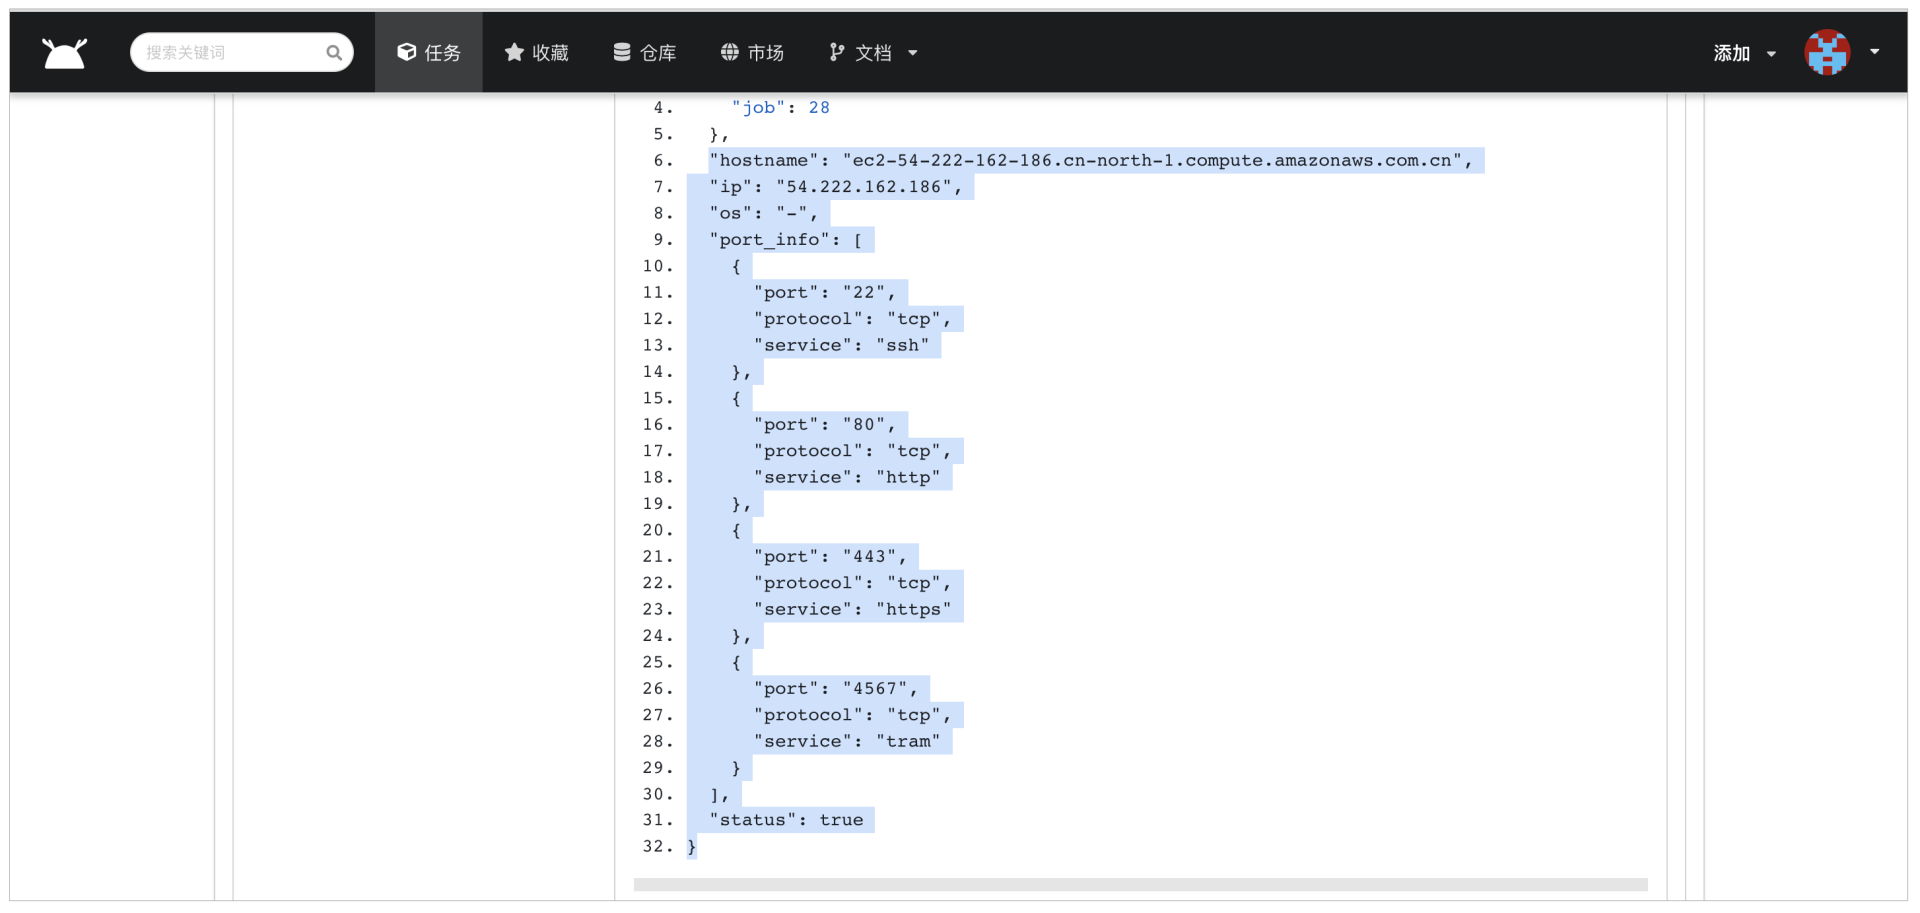 搜索关键词 任务 收藏 仓库 市场 文档 添加
4. "job": 28
5. },
6. "hostname": "ec2-54-222-162-186.cn-north-1.compute.amazonaws.com.cn",
7. "ip": "54.222.162.186",
8. "os": "-",
9. "port_info": [
10. {
11. "port": "22",
12. "protocol": "tcp",
13. "service": "ssh"
14. },
15. {
16. "port": "80",
17. "protocol": "tcp",
18. "service": "http"
19. },
20. {
21. "port": "443",
22. "protocol": "tcp",
23. "service": "https"
24. },
25. {
26. "port": "4567",
27. "protocol": "tcp",
28. "service": "tram"
29. }
30. ],
31. "status": true
32. }